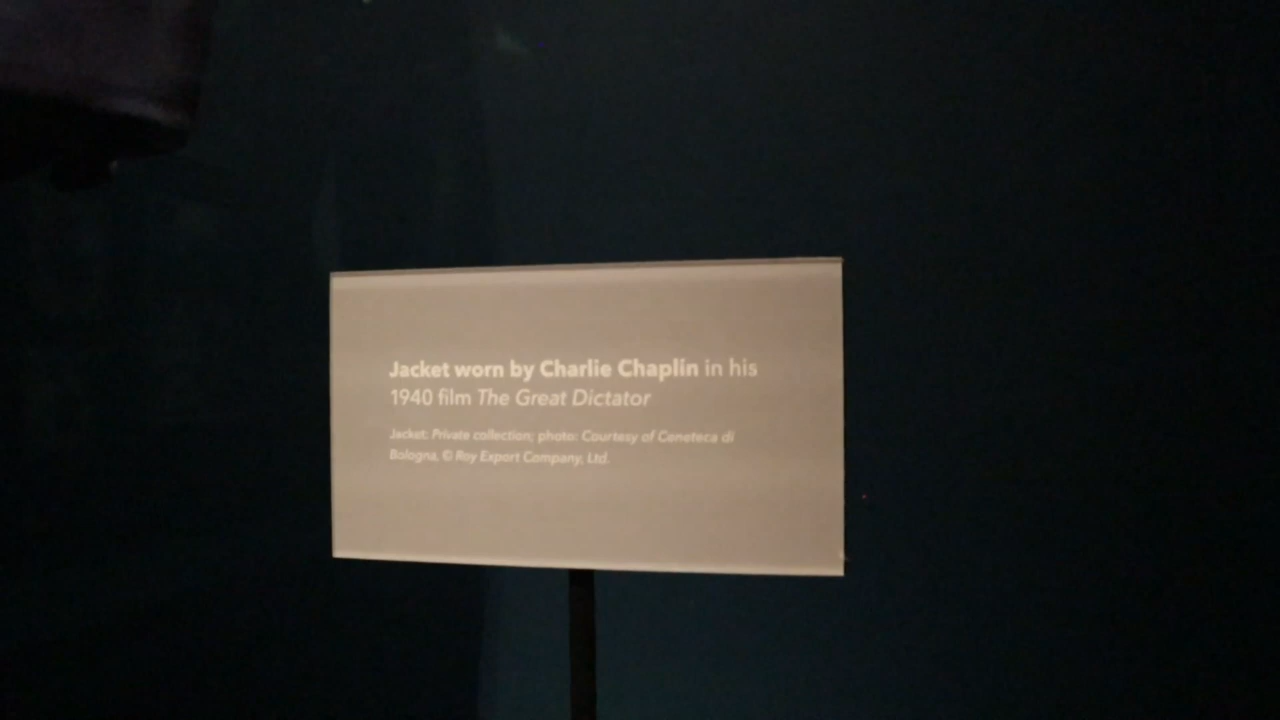 Jacket worn by Charlie Chaplin in his
1940 film The Great Dictator
Jacket: Private collection; photo: Courtesy of Ceneteca di
Bologna, © Roy Export Company, Ltd.